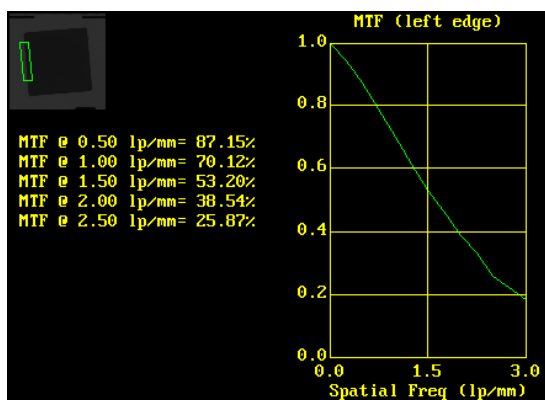 MTF (left edge)
1.0
0.8
0.6
0.4
0.2
0.0
0.0 1.5 3.0
Spatial Freq (lp/mm)
MTF @ 0.50 lp/mm= 87.15%
MTF @ 1.00 lp/mm= 70.12%
MTF @ 1.50 lp/mm= 53.20%
MTF @ 2.00 lp/mm= 38.54%
MTF @ 2.50 lp/mm= 25.87%